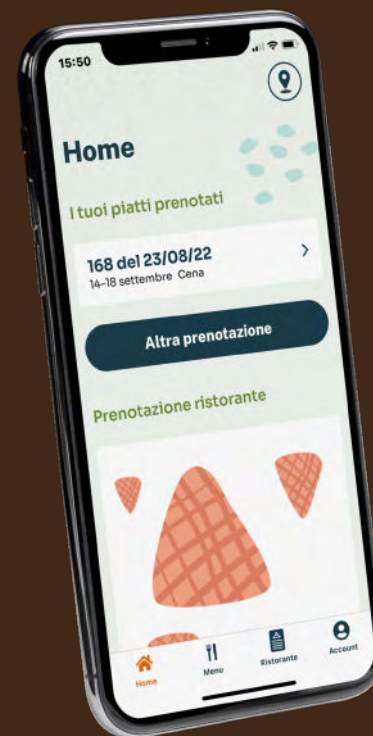 15:50
Home
I tuoi piatti prenotati
168 del 23/08/22
14-18 settembre Cena
Altra prenotazione
Prenotazione ristorante
Home
Menu
Ristorante
Account